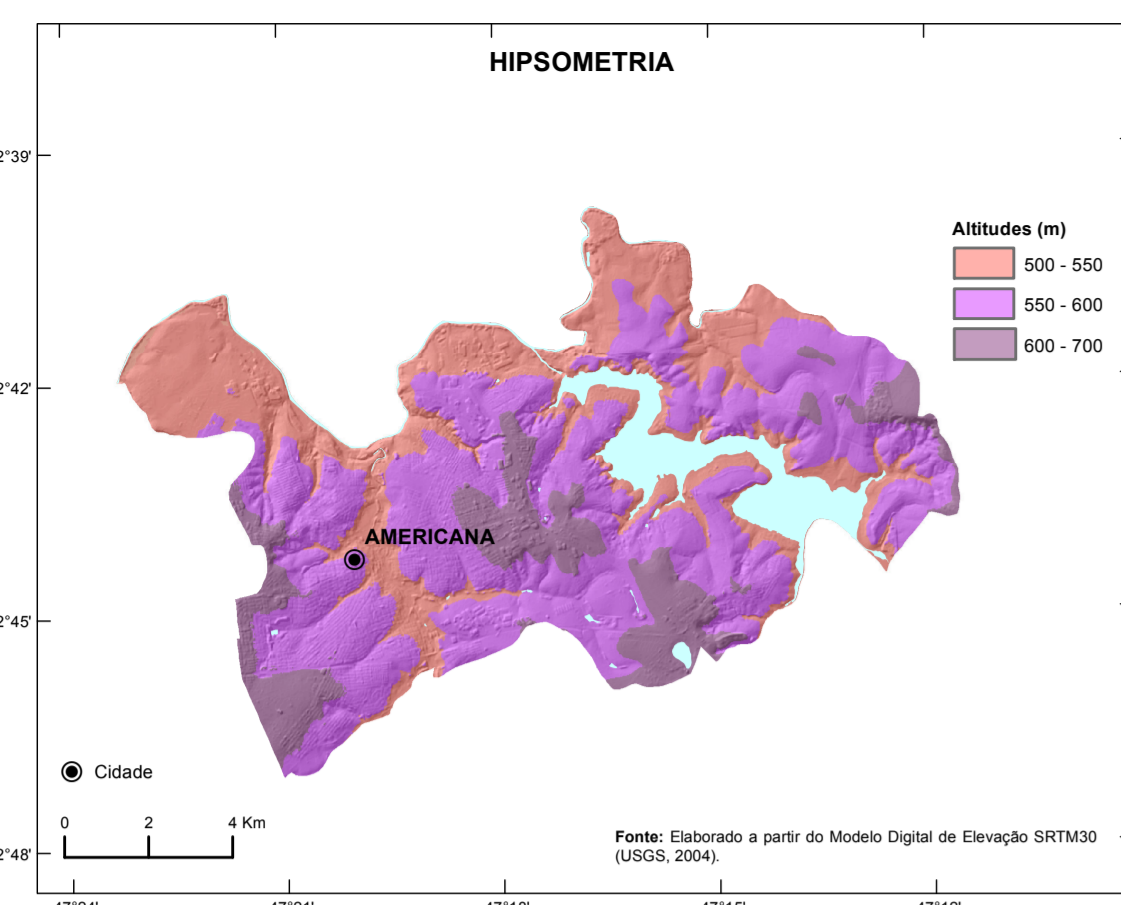 HIPSOMETRIA
2°39'
Altitudes (m)
500 - 550
550 - 600
600 - 700
2°42'
AMERICANA
2°45'
Cidade
0 2 4 Km
Fonte: Elaborado a partir do Modelo Digital de Elevação SRTM30
(USGS, 2004).
2°48'